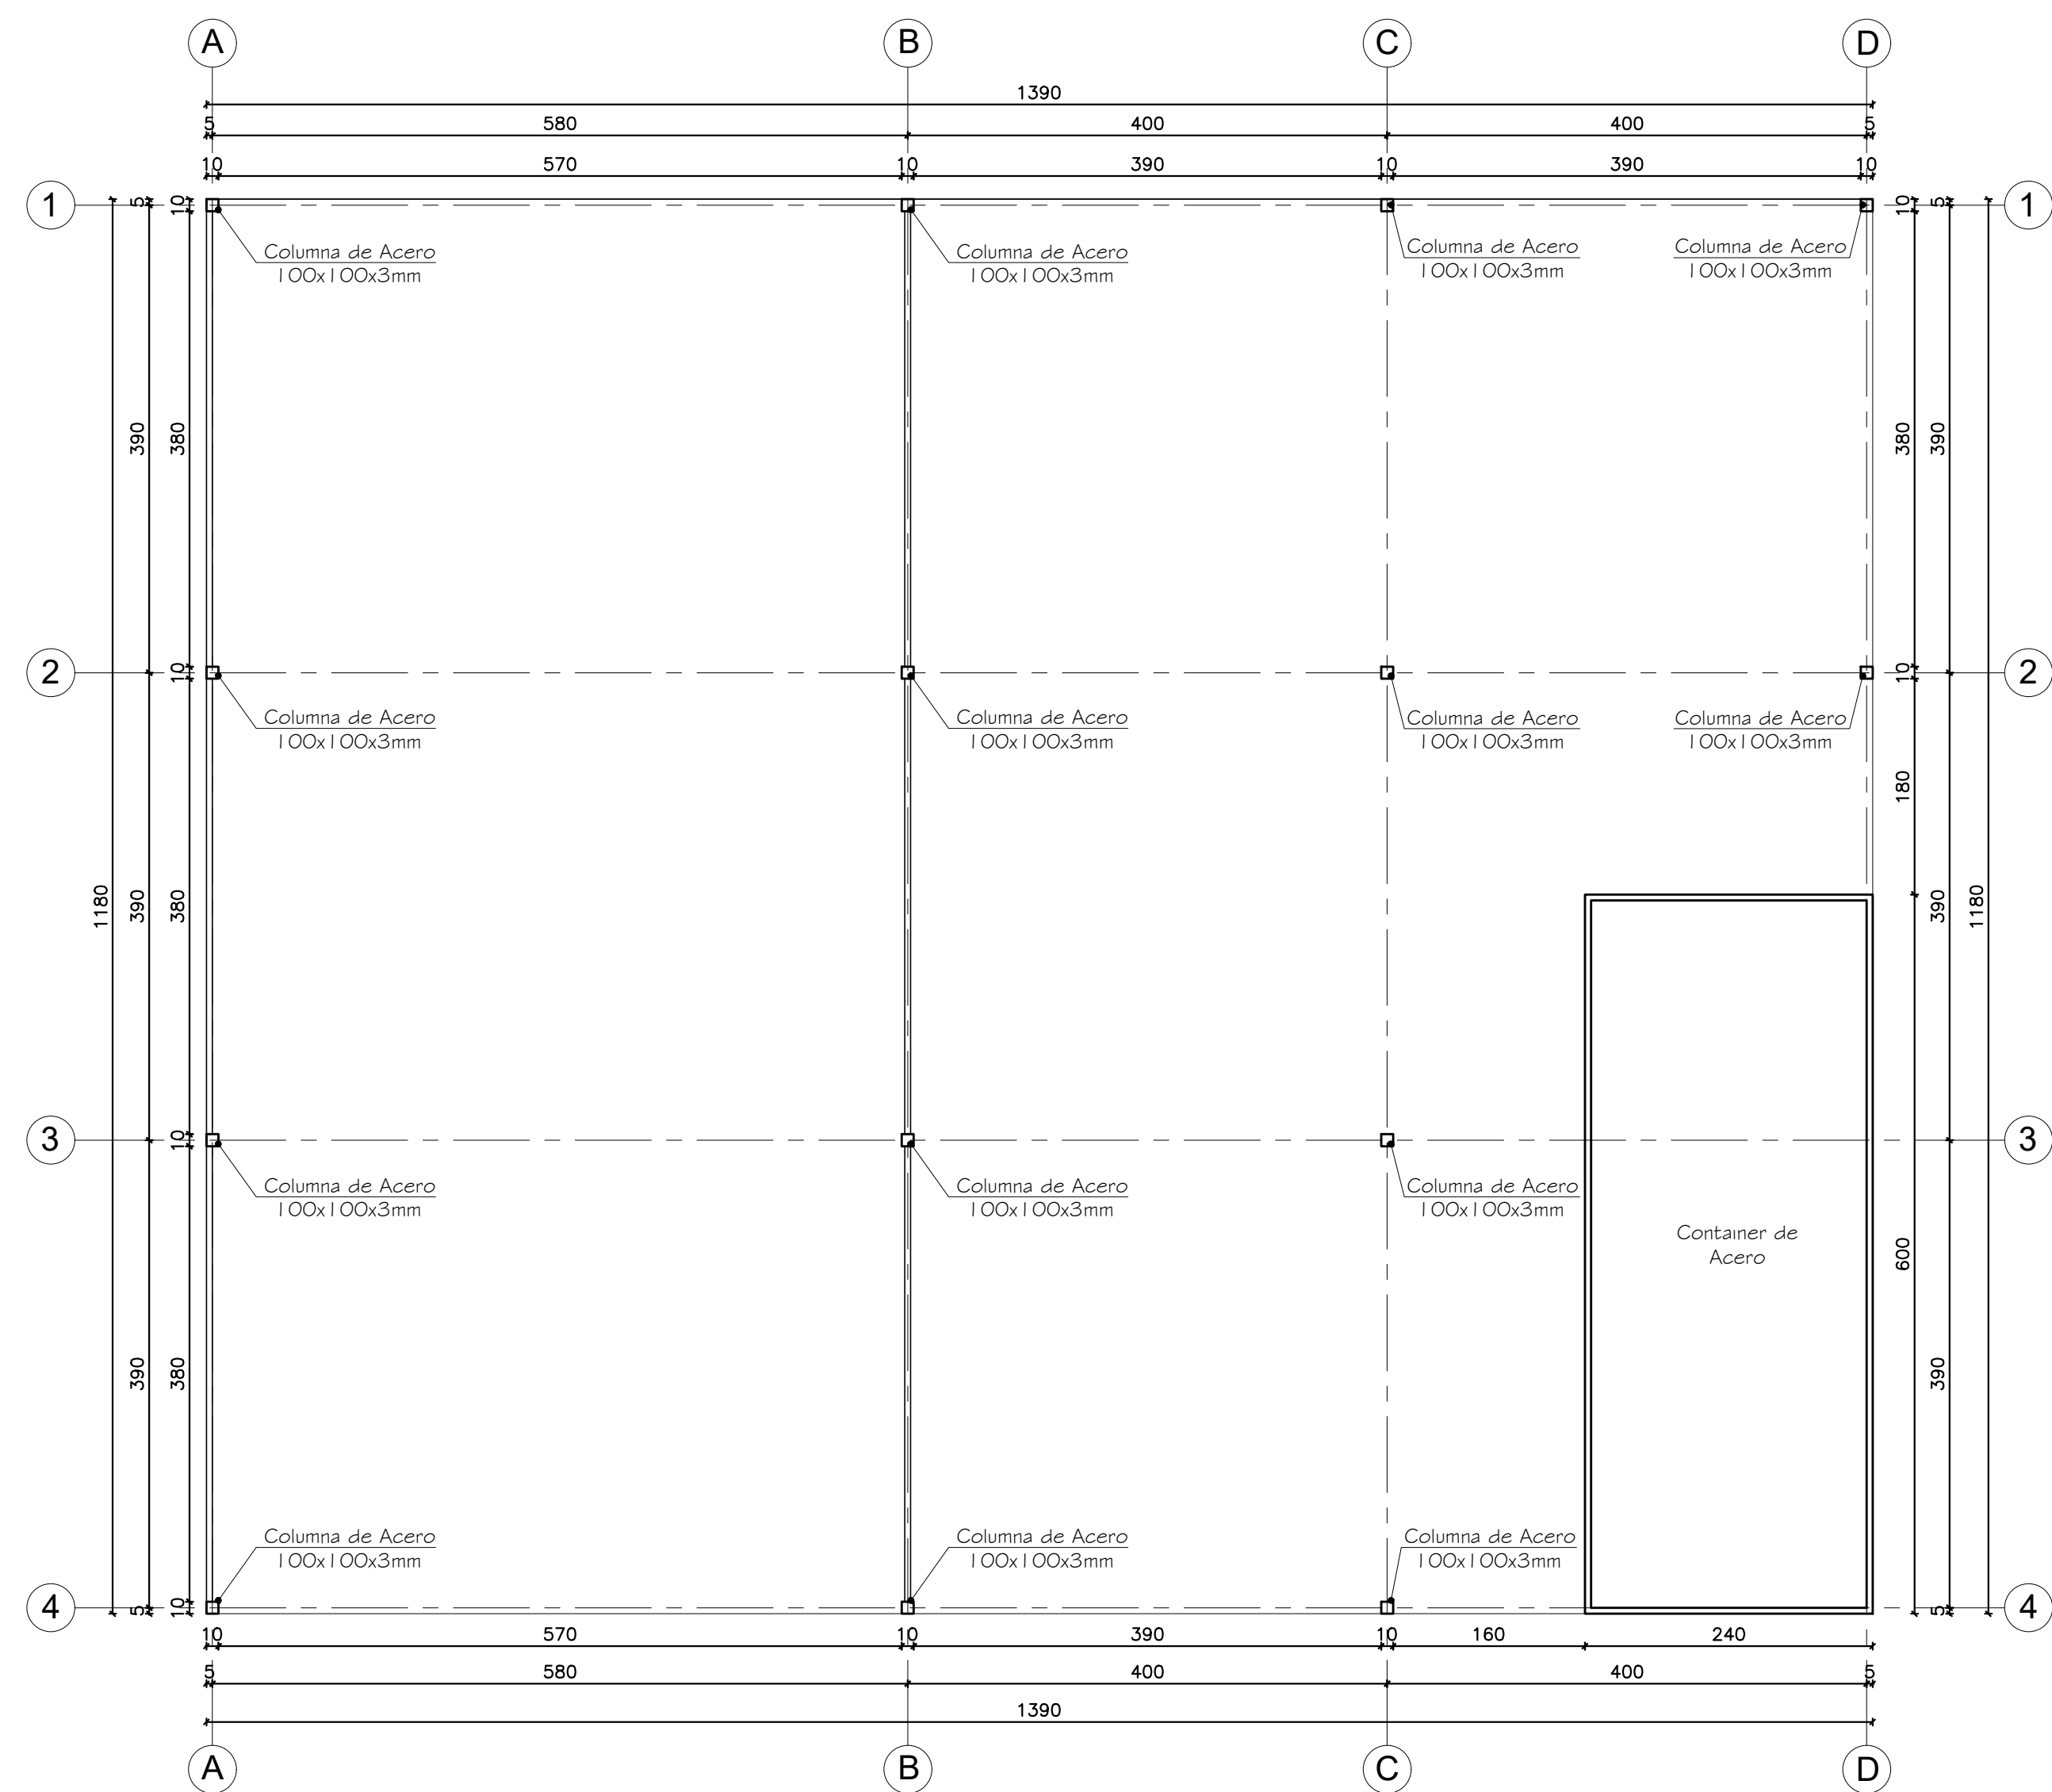 A B C D
1390
5 580 400 400 5
10 570 10 390 10 390 10
1 5 10 10 5 1
Columna de Acero
100x100x3mm
Columna de Acero
100x100x3mm
Columna de Acero
100x100x3mm
Columna de Acero
100x100x3mm
390 380 380 390
2 10 10 2
Columna de Acero
100x100x3mm
Columna de Acero
100x100x3mm
Columna de Acero
100x100x3mm
Columna de Acero
100x100x3mm
180
1180 390 380 390 1180
3 10 3
Columna de Acero
100x100x3mm
Columna de Acero
100x100x3mm
Columna de Acero
100x100x3mm
Container de
Acero
600
390 380 390
Columna de Acero
100x100x3mm
Columna de Acero
100x100x3mm
Columna de Acero
100x100x3mm
4 5 10 5 4
10 570 10 390 10 160 240
5 580 400 400 5
1390
A B C D